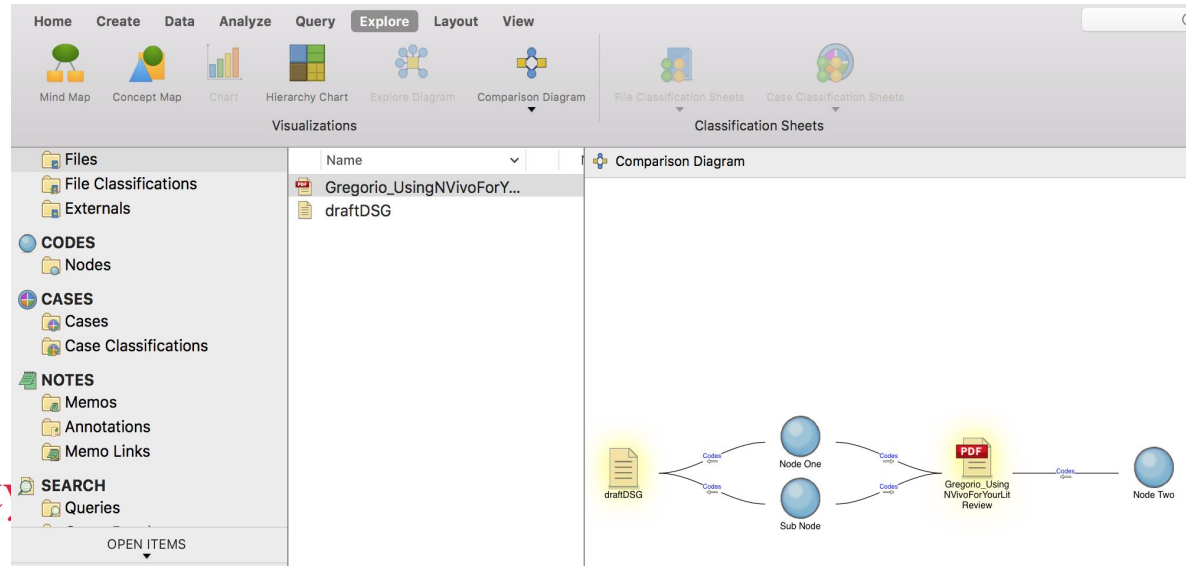 Home Create Data Analyze Query Explore Layout View
Mind Map Concept Map Chart Hierarchy Chart Explore Diagram Comparison Diagram File Classification Sheets Case Classification Sheets
Visualizations Classification Sheets
Files
File Classifications
Externals
CODES
Nodes
CASES
Cases
Case Classifications
NOTES
Memos
Annotations
Memo Links
SEARCH
Queries
OPEN ITEMS
Name
PDF
Gregorio_UsingNVivoForY...
draftDSG
Comparison Diagram
draftDSG
Codes
Codes
Node One
Sub Node
Codes
Codes
PDF
Gregorio_Using
NVivoForYourLit
Review
Codes
Node Two